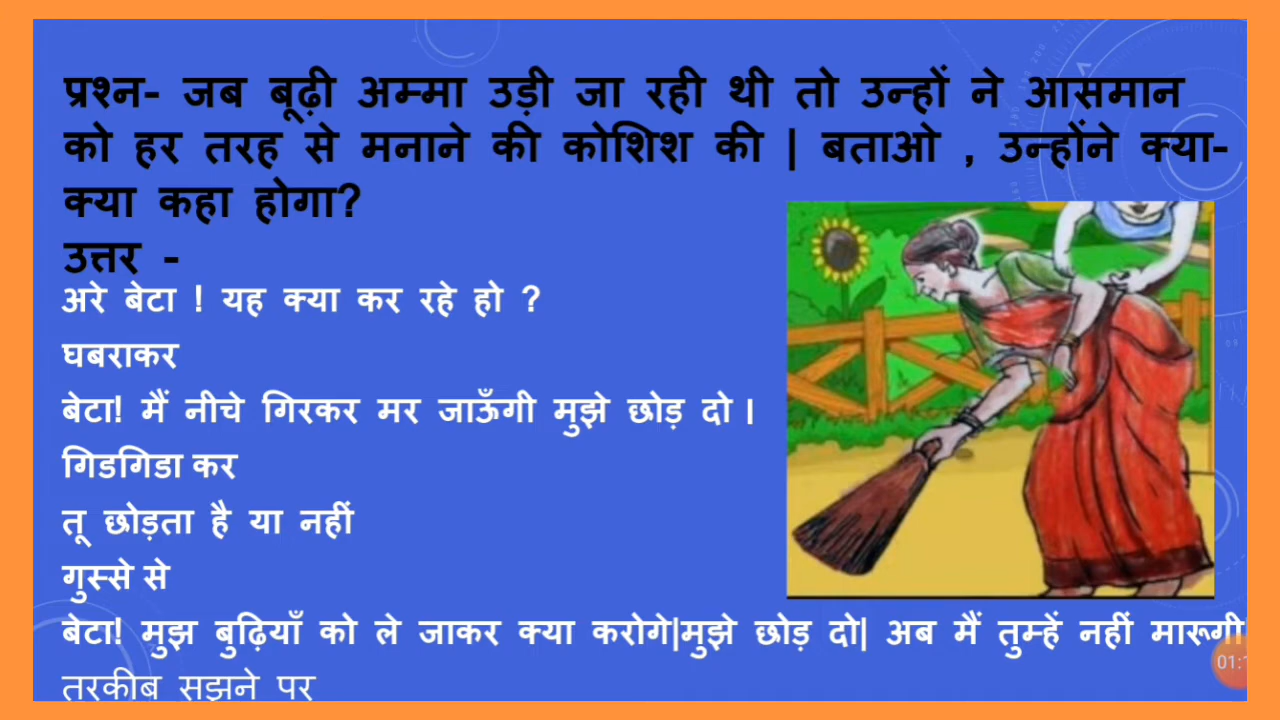 प्रश्न- जब बूढ़ी अम्मा उड़ी जा रही थी तो उन्हों ने आसमान
को हर तरह से मनाने की कोशिश की | बताओ , उन्होंने क्या-
क्या कहा होगा?
उत्तर -
अरे बेटा ! यह क्या कर रहे हो ?
घबराकर
बेटा! मैं नीचे गिरकर मर जाऊँगी मुझे छोड़ दो ।
गिडगिडा कर
तू छोड़ता है या नहीं
गुस्से से
बेटा! मुझ बुढ़ियाँ को ले जाकर क्या करोगे|मुझे छोड़ दो| अब मैं तुम्हें नहीं मारूगी
तरकीब सूझने पर